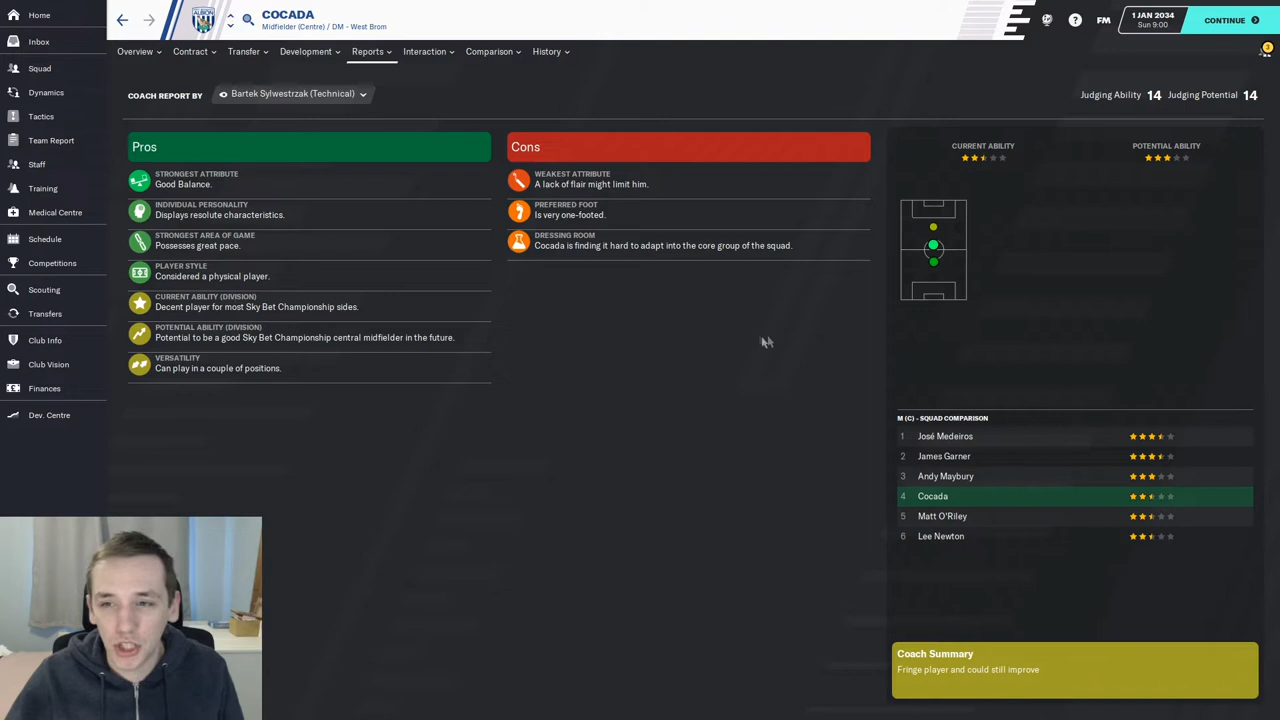 Home
Inbox
Squad
Dynamics
Tactics
Team Report
Staff
Training
Medical Centre
Schedule
Competitions
Scouting
Transfers
Club Info
Club Vision
Finances
Dev. Centre
ALBION
COCADA
Midfielder (Centre) / DM - West Brom
?
FM
1 JAN 2034
Sun 9:00
CONTINUE
3
Overview Contract Transfer Development Reports Interaction Comparison History
COACH REPORT BY Bartek Sylwestrzak (Technical)
Judging Ability 14 Judging Potential 14
Pros
STRONGEST ATTRIBUTE
Good Balance.
INDIVIDUAL PERSONALITY
Displays resolute characteristics.
STRONGEST AREA OF GAME
Possesses great pace.
PLAYER STYLE
Considered a physical player.
CURRENT ABILITY (DIVISION)
Decent player for most Sky Bet Championship sides.
POTENTIAL ABILITY (DIVISION)
Potential to be a good Sky Bet Championship central midfielder in the future.
VERSATILITY
Can play in a couple of positions.
Cons
WEAKEST ATTRIBUTE
A lack of flair might limit him.
PREFERRED FOOT
Is very one-footed.
DRESSING ROOM
Cocada is finding it hard to adapt into the core group of the squad.
CURRENT ABILITY
POTENTIAL ABILITY
M (C) - SQUAD COMPARISON
1 José Medeiros
2 James Garner
3 Andy Maybury
4 Cocada
5 Matt O'Riley
6 Lee Newton
Coach Summary
Fringe player and could still improve